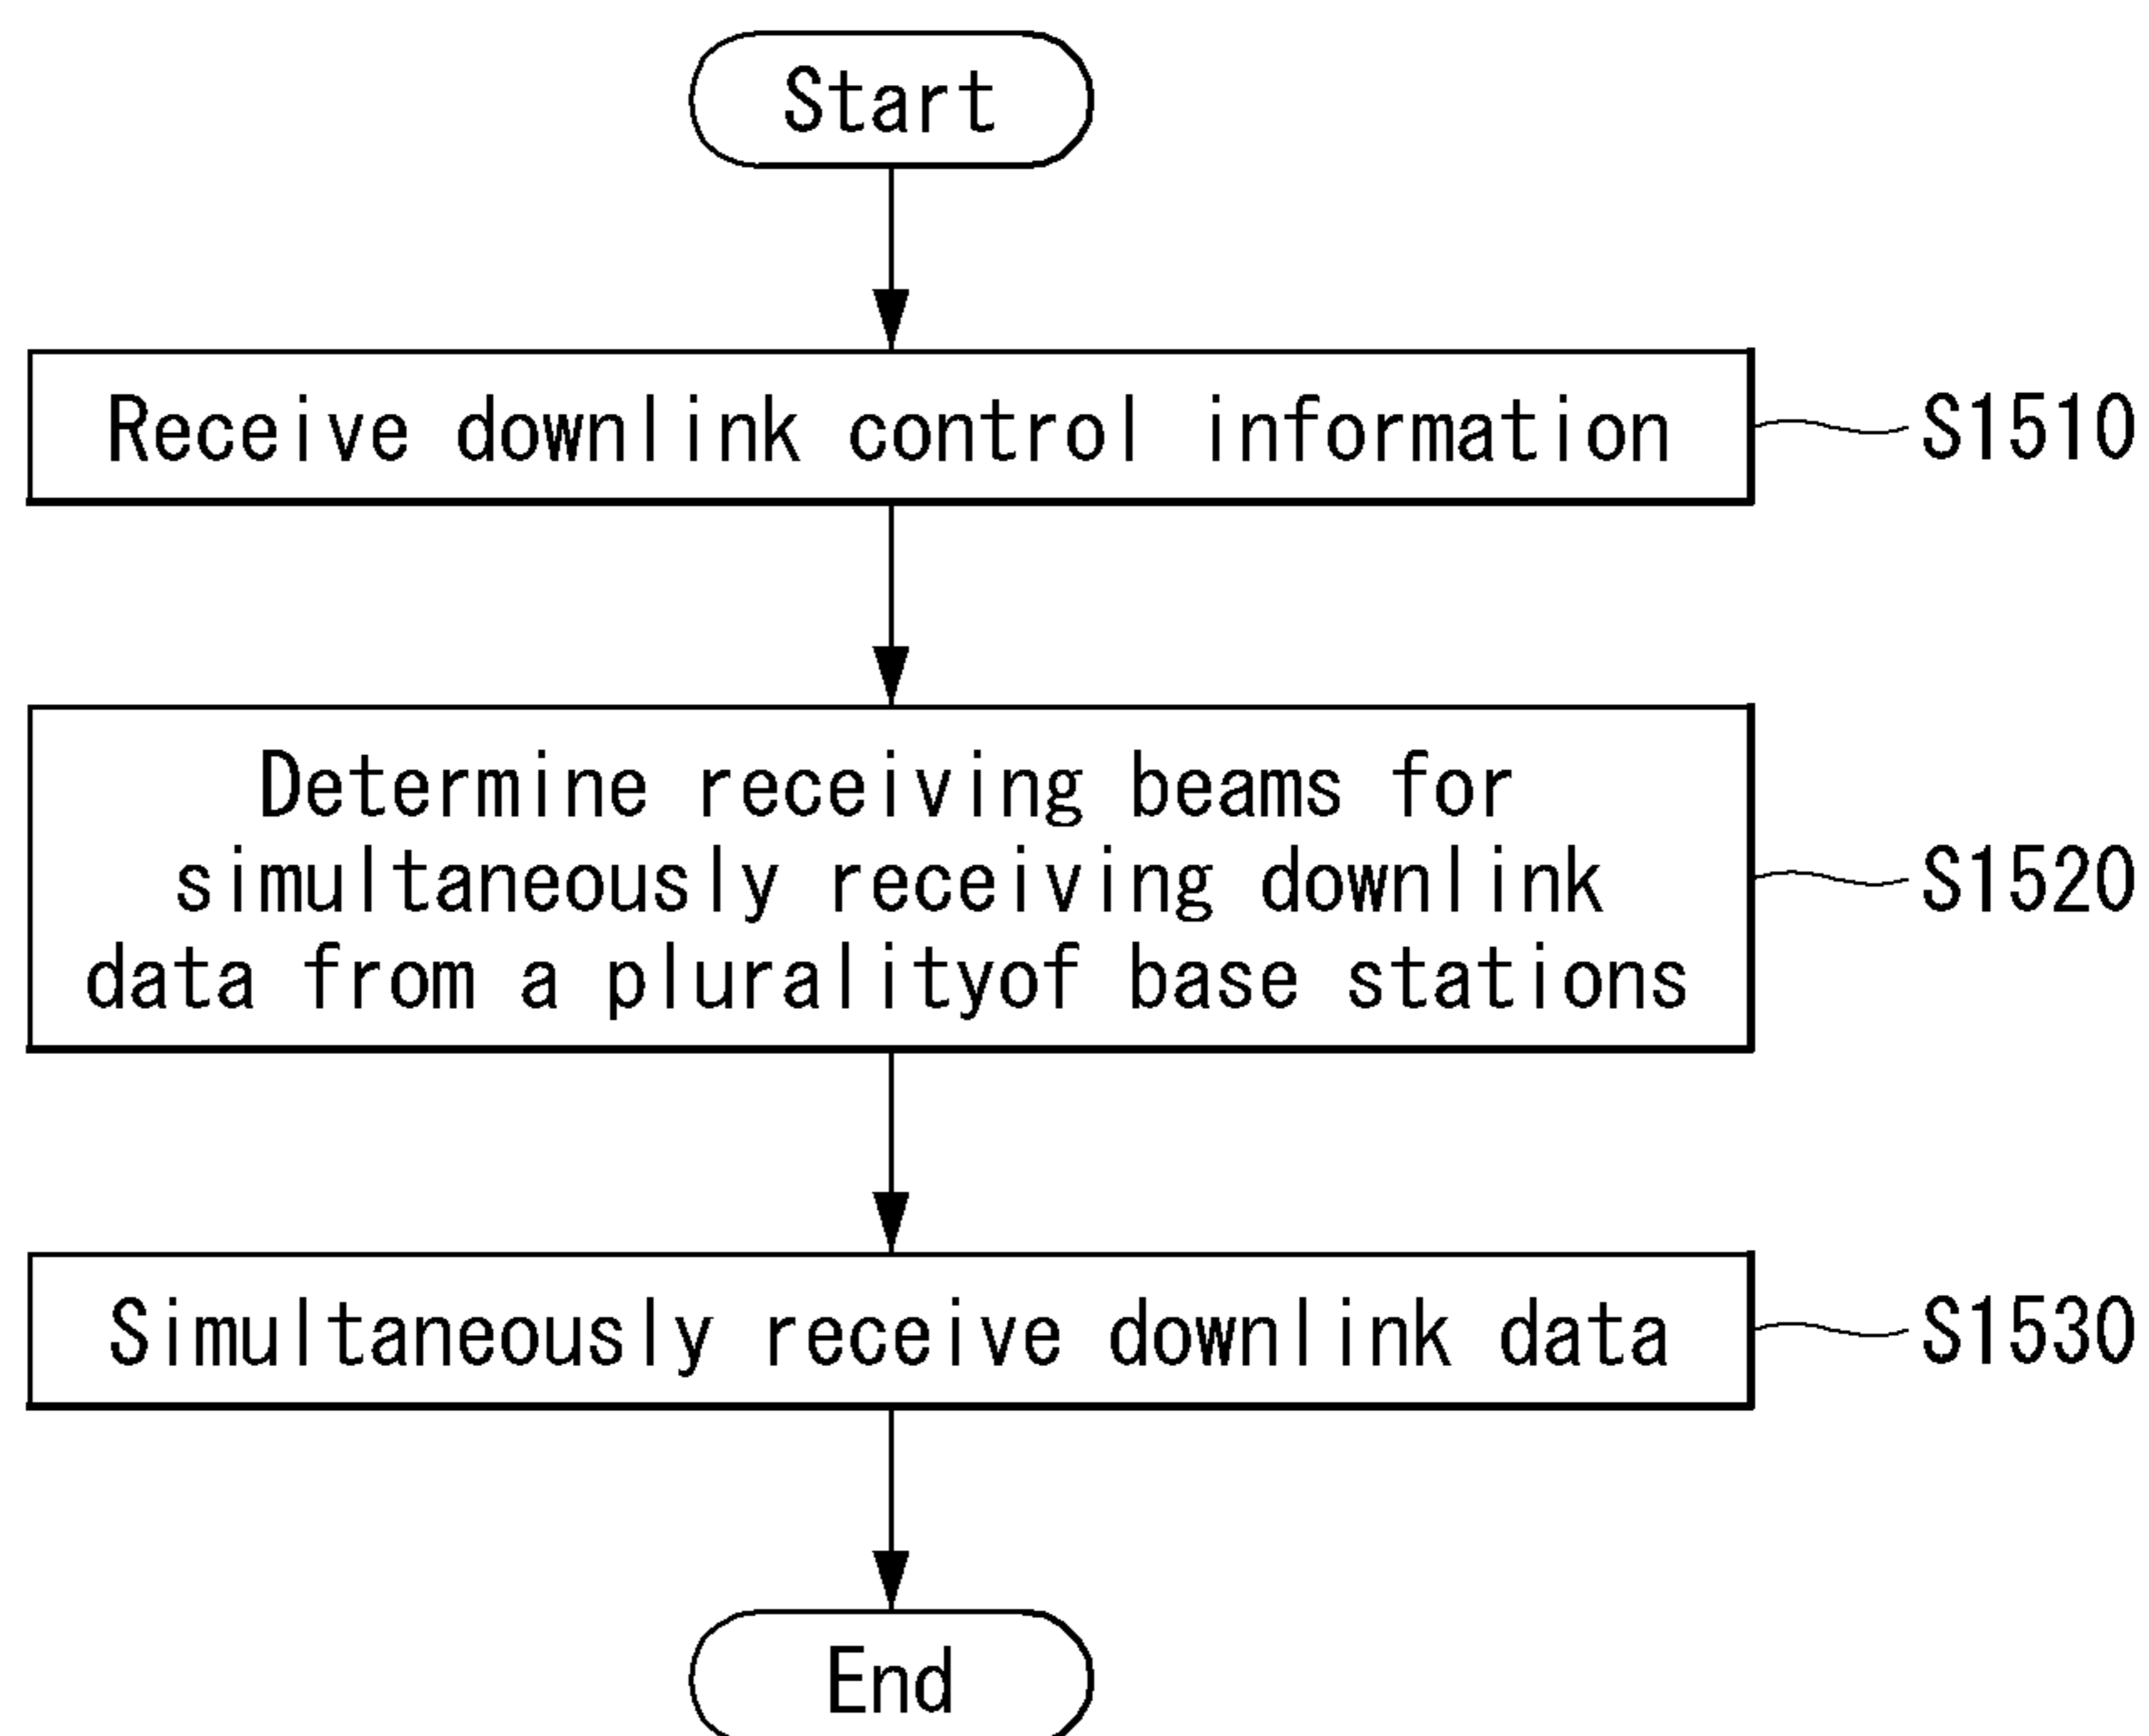 Start
Receive downlink control information
S1510
Determine receiving beams for
simultaneously receiving downlink
data from a pluralityof base stations
S1520
Simultaneously receive downlink data
S1530
End